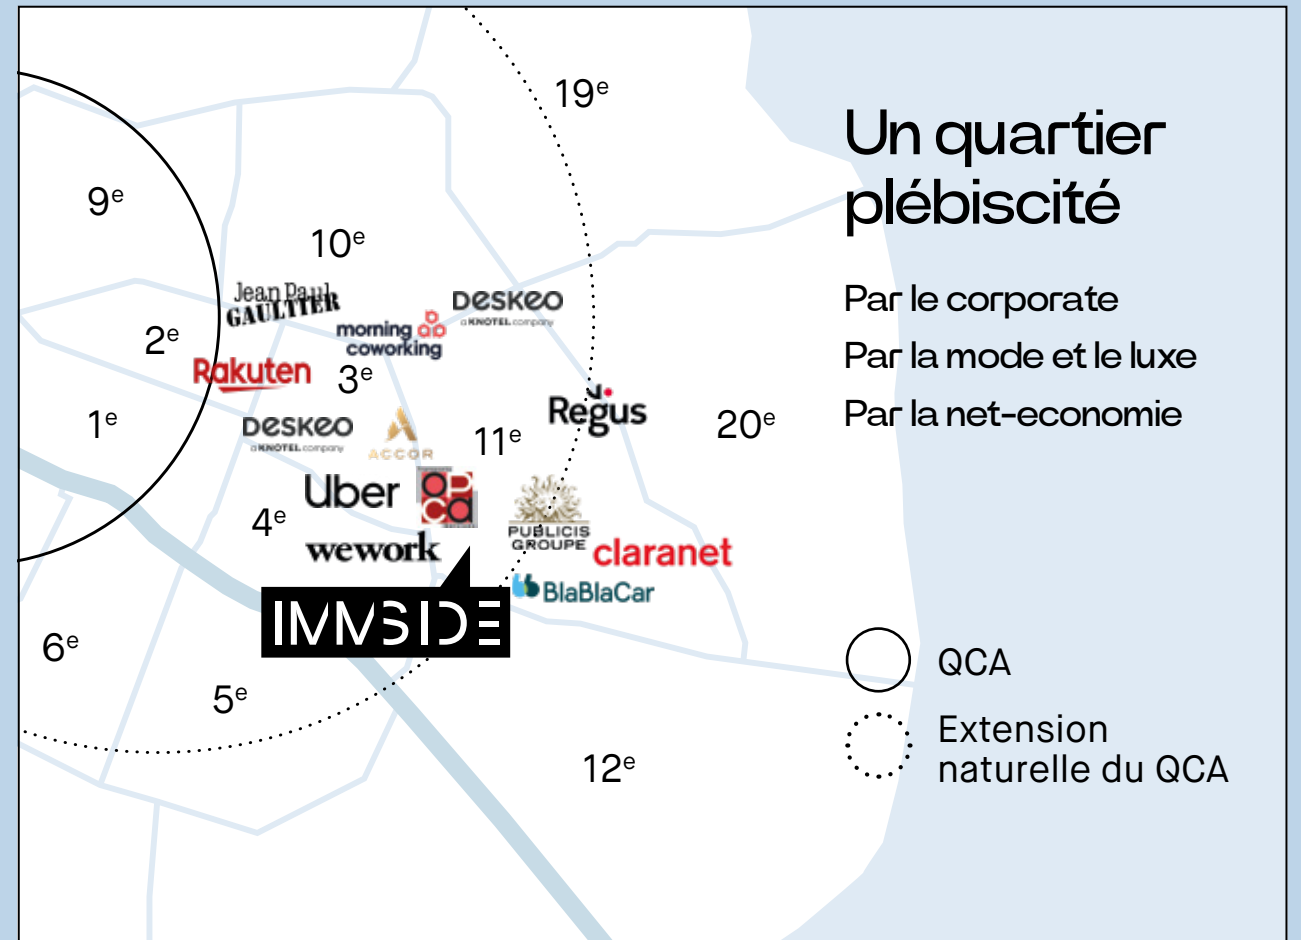 19e
Un quartier
plébiscité
9e
10e
Jean Paul
GAULTIER
DESKEO
a KNOTEL company
Par le corporate
morning
coworking
2e
Par la mode et le luxe
Rakuten
3e
Regus
Par la net-economie
1e
DESKEO
a KNOTEL company
ACCOR
11e
20e
Uber
OPCA
4e
PUBLICIS
GROUPE
wework
claranet
BlaBlaCar
IMMSIDE
6e
QCA
5e
Extension
naturelle du QCA
12e